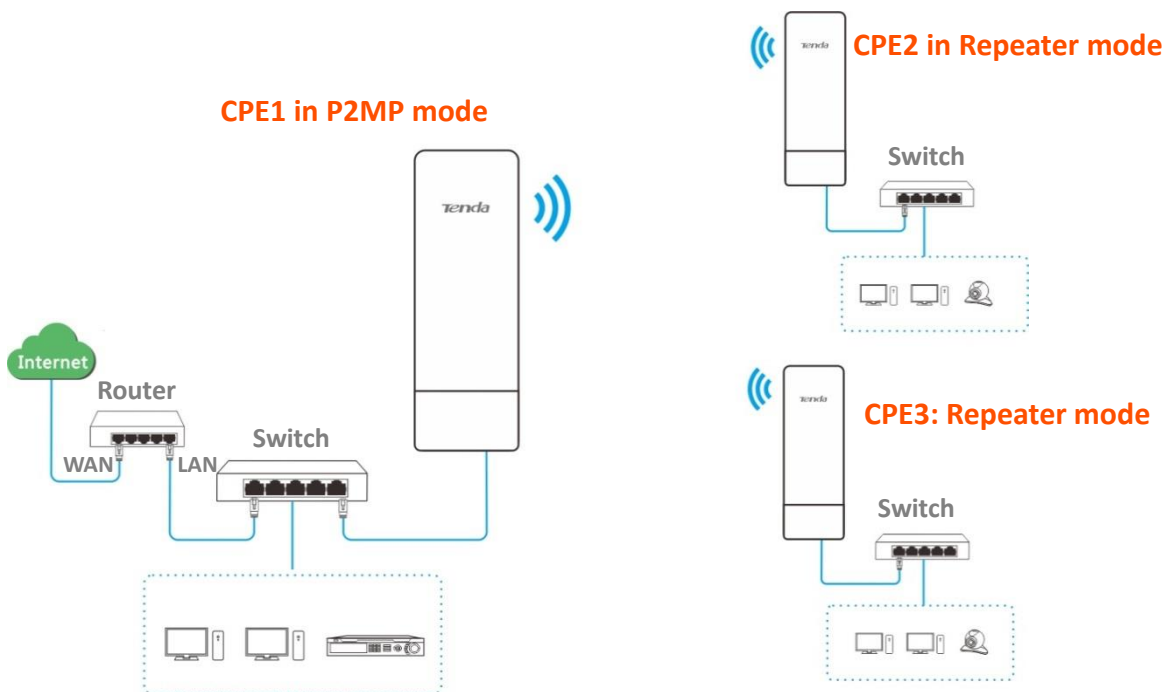 CPE1 in P2MP mode
Tenda
Internet
Router
WAN
LAN
Switch
Tenda
CPE2 in Repeater mode
Switch
Tenda
CPE3: Repeater mode
Switch